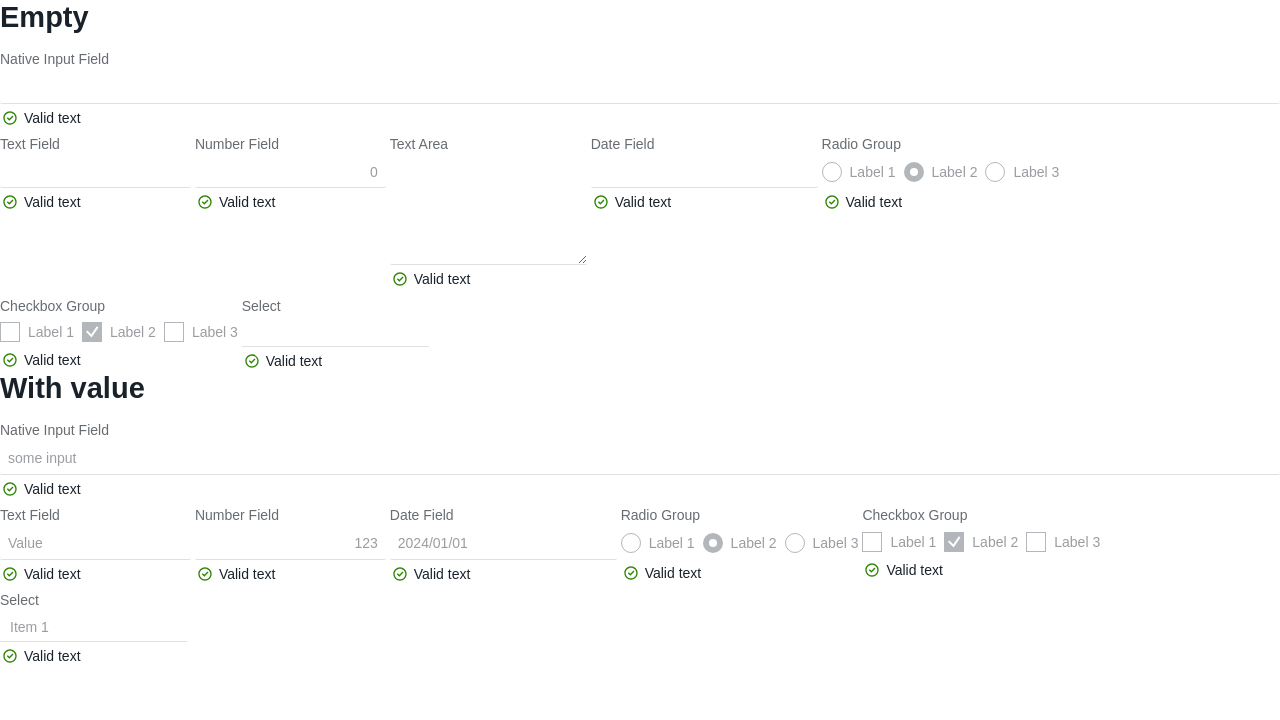 Empty
Native Input Field
Valid text
Text Field Number Field Text Area Date Field Radio Group
0 Label 1 Label 2 Label 3
Valid text Valid text Valid text Valid text
Valid text
Checkbox Group Select
Label 1 Label 2 Label 3
Valid text Valid text
With value
Native Input Field
some input
Valid text
Text Field Number Field Date Field Radio Group Checkbox Group
Value 123 2024/01/01 Label 1 Label 2 Label 3 Label 1 Label 2 Label 3
Valid text Valid text Valid text Valid text Valid text
Select
Item 1
Valid text